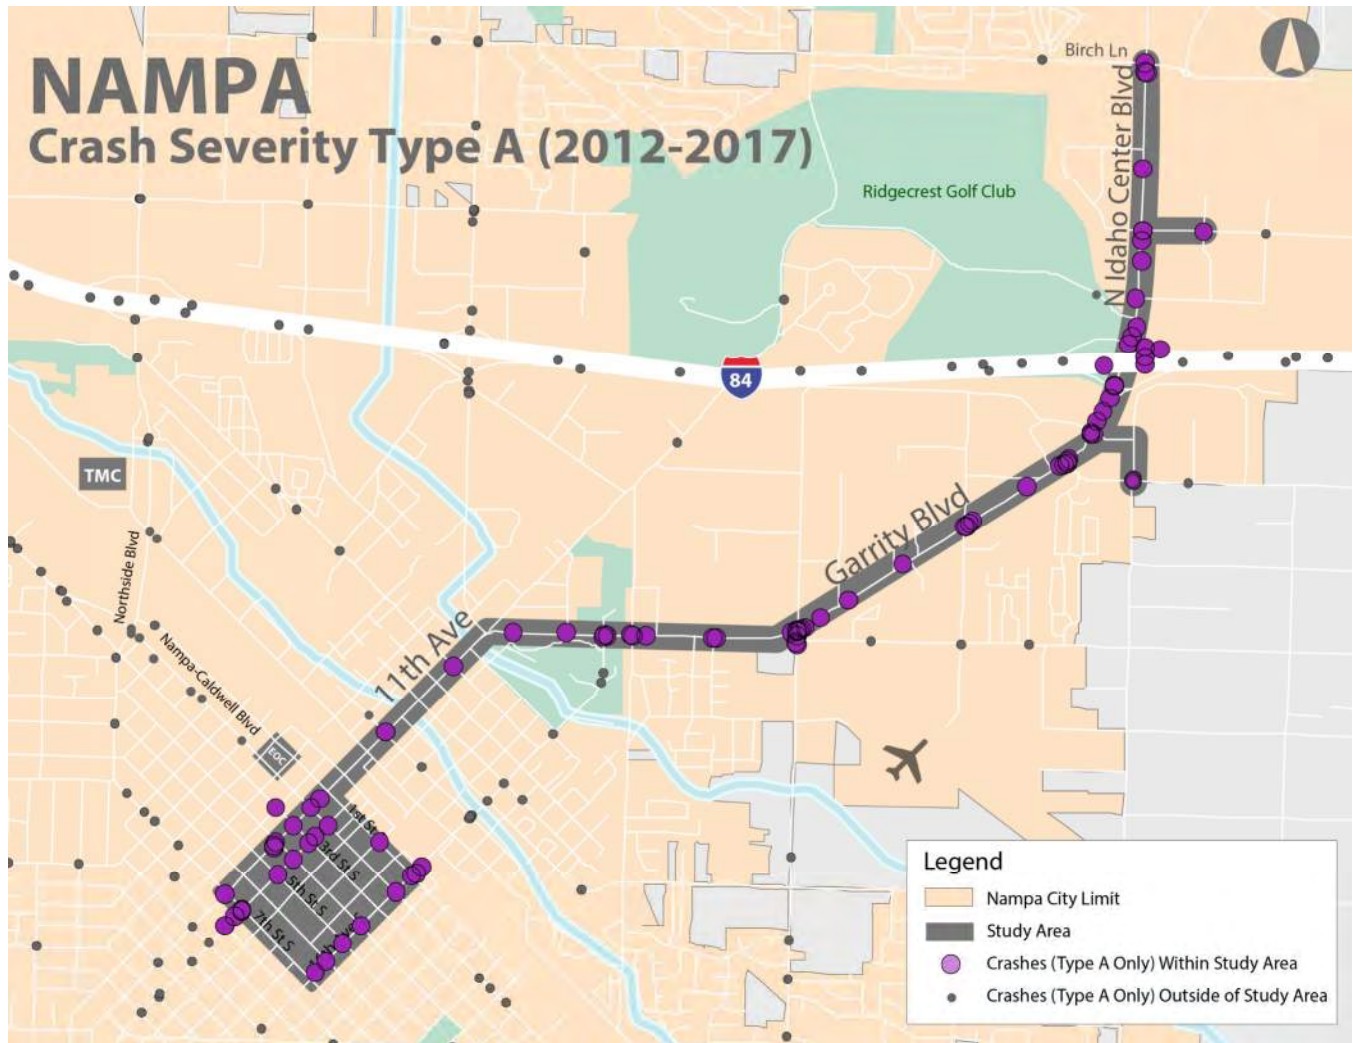 NAMPA
Crash Severity Type A (2012-2017)
Birch Ln
N Idaho Center Blvd
Ridgecrest Golf Club
84
TMC
Garrity Blvd
Northside Blvd
Nampa-Caldwell Blvd
11th Ave
EOC
1st St
3rd St S
5th St S
7th St S
Legend
Nampa City Limit
Study Area
Crashes (Type A Only) Within Study Area
Crashes (Type A Only) Outside of Study Area